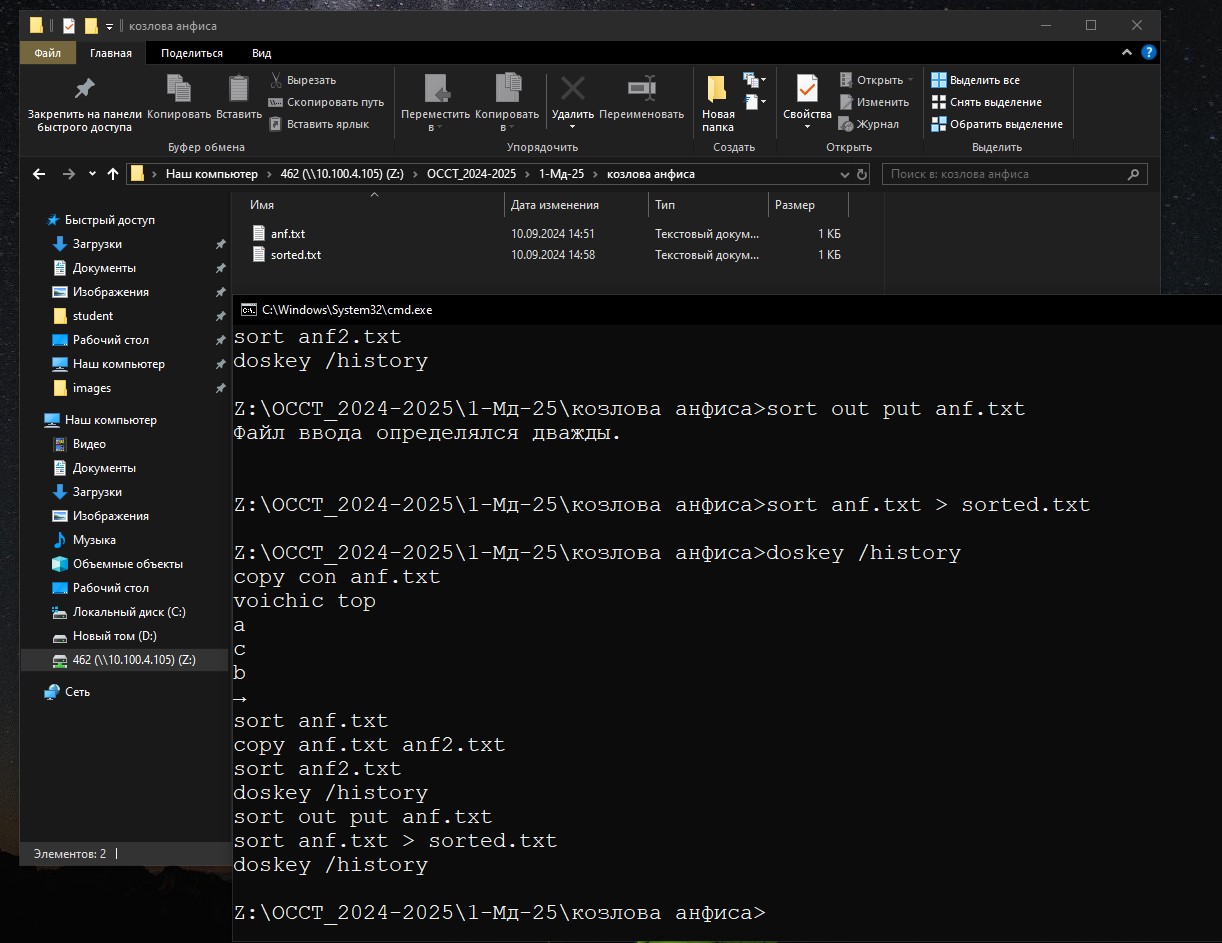 козлова анфиса
Файл Главная Поделиться Вид
Закрепить на панели быстрого доступа
Копировать
Вставить
Вырезать
Скопировать путь
Вставить ярлык
Буфер обмена
Переместить в
Копировать в
Удалить
Переименовать
Упорядочить
Новая папка
Создать
Свойства
Открыть
Изменить
Журнал
Открыть
Выделить все
Снять выделение
Обратить выделение
Выделить
Наш компьютер > 462 (\\10.100.4.105) (Z:) > ОССТ_2024-2025 > 1-Мд-25 > козлова анфиса
Поиск в: козлова анфиса
Быстрый доступ
Загрузки
Документы
Изображения
student
Рабочий стол
Наш компьютер
images
Наш компьютер
Видео
Документы
Загрузки
Изображения
Музыка
Объемные объекты
Рабочий стол
Локальный диск (C:)
Новый том (D:)
462 (\\10.100.4.105) (Z:)
Сеть
Элементов: 2
Имя Дата изменения Тип Размер
anf.txt 10.09.2024 14:51 Текстовый докум... 1 КБ
sorted.txt 10.09.2024 14:58 Текстовый докум... 1 КБ
C:\Windows\System32\cmd.exe
sort anf2.txt
doskey /history
Z:\ОССТ_2024-2025\1-Мд-25\козлова анфиса>sort out put anf.txt
Файл ввода определялся дважды.
Z:\ОССТ_2024-2025\1-Мд-25\козлова анфиса>sort anf.txt > sorted.txt
Z:\ОССТ_2024-2025\1-Мд-25\козлова анфиса>doskey /history
copy con anf.txt
voichic top
a
c
b
→
sort anf.txt
copy anf.txt anf2.txt
sort anf2.txt
doskey /history
sort out put anf.txt
sort anf.txt > sorted.txt
doskey /history
Z:\ОССТ_2024-2025\1-Мд-25\козлова анфиса>